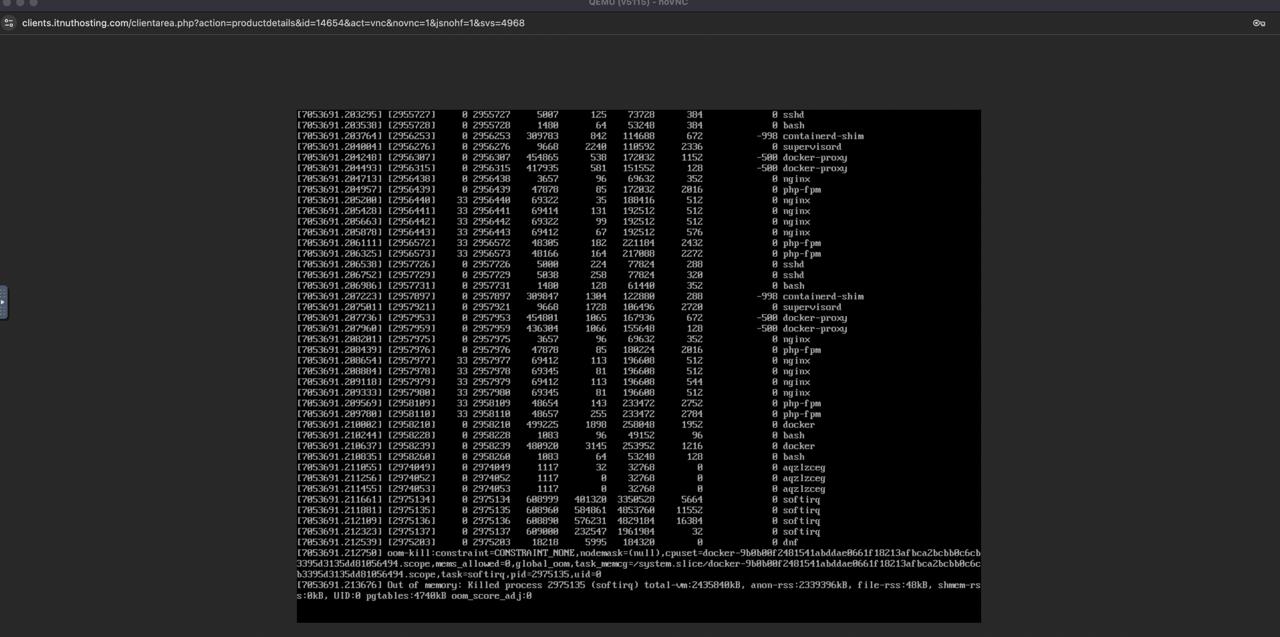 QEMU (v5115) - noVNC
clients.itnuthosting.com/clientarea.php?action=productdetails&id=14654&act=vnc&novnc=1&jsnohf=1&svs=4968
[7053691.203295] [2955727] 0 2955727 5007 125 73728 384 0 sshd
[7053691.203538] [2955728] 0 2955728 1480 64 53248 384 0 bash
[7053691.203764] [2956253] 0 2956253 309783 842 114688 672 -998 containerd-shim
[7053691.204004] [2956276] 0 2956276 9668 2240 110592 2336 0 supervisord
[7053691.204248] [2956307] 0 2956307 454865 538 172032 1152 -500 docker-proxy
[7053691.204493] [2956315] 0 2956315 417935 581 151552 128 -500 docker-proxy
[7053691.204713] [2956438] 0 2956438 3657 96 69632 352 0 nginx
[7053691.204957] [2956439] 0 2956439 47878 85 172032 2016 0 php-fpm
[7053691.205200] [2956440] 33 2956440 69322 35 188416 512 0 nginx
[7053691.205428] [2956441] 33 2956441 69414 131 192512 512 0 nginx
[7053691.205663] [2956442] 33 2956442 69322 99 192512 512 0 nginx
[7053691.205878] [2956443] 33 2956443 69412 67 192512 576 0 nginx
[7053691.206111] [2956572] 33 2956572 48305 182 221184 2432 0 php-fpm
[7053691.206325] [2956573] 33 2956573 48166 164 217088 2272 0 php-fpm
[7053691.206538] [2957726] 0 2957726 5000 224 77824 288 0 sshd
[7053691.206752] [2957729] 0 2957729 5038 258 77824 320 0 sshd
[7053691.206986] [2957731] 0 2957731 1480 128 61440 352 0 bash
[7053691.207223] [2957897] 0 2957897 309847 1304 122880 288 -998 containerd-shim
[7053691.207501] [2957921] 0 2957921 9668 1728 106496 2720 0 supervisord
[7053691.207736] [2957953] 0 2957953 454801 1065 167936 672 -500 docker-proxy
[7053691.207960] [2957959] 0 2957959 436304 1066 155648 128 -500 docker-proxy
[7053691.208201] [2957975] 0 2957975 3657 96 69632 352 0 nginx
[7053691.208439] [2957976] 0 2957976 47878 85 180224 2016 0 php-fpm
[7053691.208654] [2957977] 33 2957977 69412 113 196608 512 0 nginx
[7053691.208884] [2957978] 33 2957978 69345 81 196608 512 0 nginx
[7053691.209118] [2957979] 33 2957979 69412 113 196608 544 0 nginx
[7053691.209333] [2957980] 33 2957980 69345 81 196608 512 0 nginx
[7053691.209569] [2958109] 33 2958109 48654 143 233472 2752 0 php-fpm
[7053691.209780] [2958110] 33 2958110 48657 255 233472 2784 0 php-fpm
[7053691.210002] [2958210] 0 2958210 499225 1898 258048 1952 0 docker
[7053691.210244] [2958228] 0 2958228 1083 96 49152 96 0 bash
[7053691.210637] [2958239] 0 2958239 480920 3145 253952 1216 0 docker
[7053691.210835] [2958260] 0 2958260 1083 64 53248 128 0 bash
[7053691.211055] [2974049] 0 2974049 1117 32 32768 0 0 aqzlzceg
[7053691.211256] [2974052] 0 2974052 1117 0 32768 0 0 aqzlzceg
[7053691.211455] [2974053] 0 2974053 1117 0 32768 0 0 aqzlzceg
[7053691.211661] [2975134] 0 2975134 608999 401320 3350528 5664 0 softirq
[7053691.211881] [2975135] 0 2975135 608960 584861 4853760 11552 0 softirq
[7053691.212109] [2975136] 0 2975136 608890 576231 4829184 16384 0 softirq
[7053691.212323] [2975137] 0 2975137 609000 232547 1961984 32 0 softirq
[7053691.212539] [2975203] 0 2975203 18218 5995 184320 0 0 dnf
[7053691.212750] oom-kill:constraint=CONSTRAINT_NONE,nodemask=(null),cpuset=docker-9b0b00f2481541abddae0661f18213afbca2bcbb0c6cb
3395d3135dd81056494.scope,mems_allowed=0,global_oom,task_memcg=/system.slice/docker-9b0b00f2481541abddae0661f18213afbca2bcbb0c6c
b3395d3135dd81056494.scope,task=softirq,pid=2975135,uid=0
[7053691.213676] Out of memory: Killed process 2975135 (softirq) total-vm:2435840kB, anon-rss:2339396kB, file-rss:48kB, shmem-rs
s:0kB, UID:0 pgtables:4740kB oom_score_adj:0